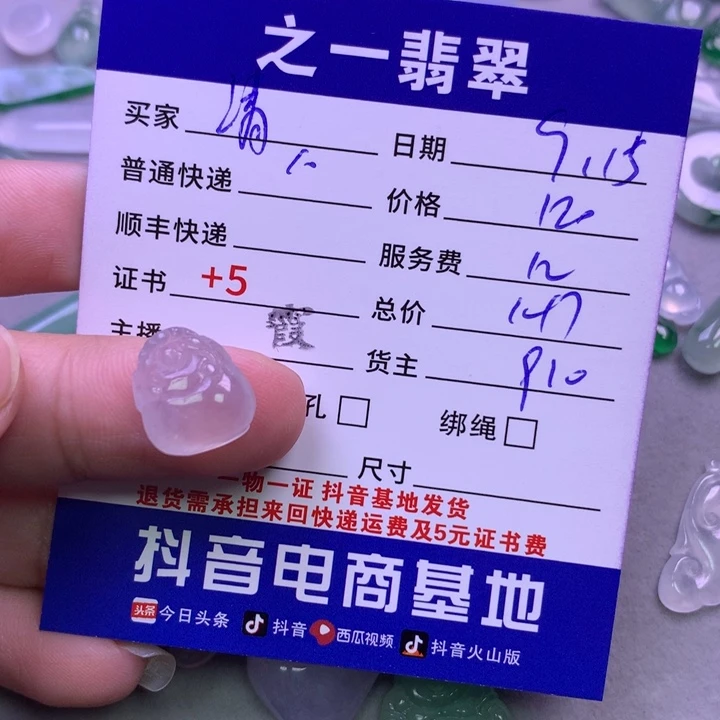 之一翡翠
买家 清 日期 9.15
普通快递 价格 120
顺丰快递 服务费 12
证书 +5 总价 147
主播 霞 货主 910
孔 绑绳
尺寸
一物一证 抖音基地发货
退货需承担来回快递运费及5元证书费
抖音电商基地
头条 今日头条 抖音 西瓜视频 抖音火山版